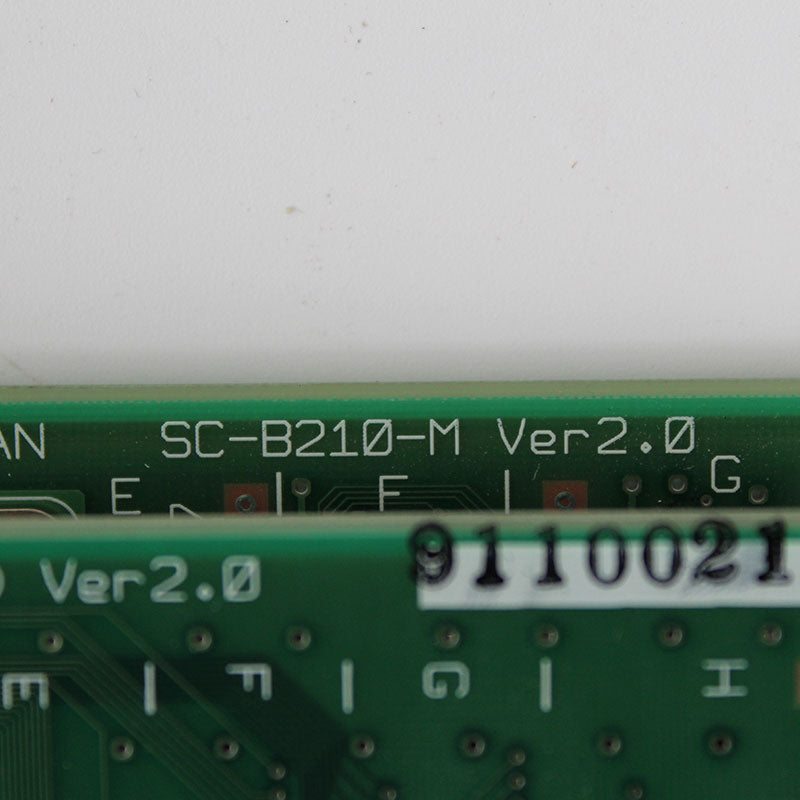 AN SC-B210-M Ver2.0
E F G
Ver2.0 9110021
E F G H